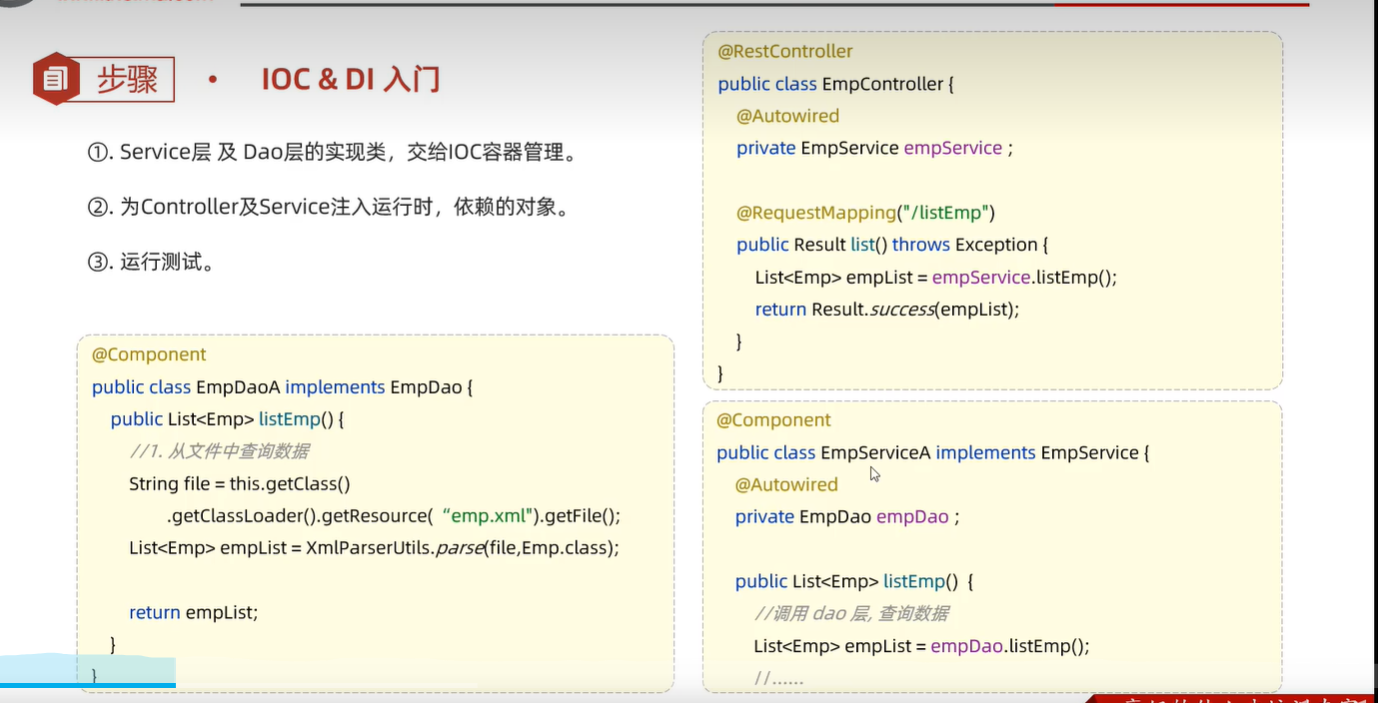 步骤
• IOC & DI 入门
①. Service层 及 Dao层的实现类，交给IOC容器管理。
②. 为Controller及Service注入运行时，依赖的对象。
③. 运行测试。
@Component
public class EmpDaoA implements EmpDao {
public List<Emp> listEmp() {
//1. 从文件中查询数据
String file = this.getClass()
.getClassLoader().getResource( “emp.xml").getFile();
List<Emp> empList = XmlParserUtils.parse(file,Emp.class);
return empList;
}
}
@RestController
public class EmpController {
@Autowired
private EmpService empService ;
@RequestMapping("/listEmp")
public Result list() throws Exception {
List<Emp> empList = empService.listEmp();
return Result.success(empList);
}
}
@Component
public class EmpServiceA implements EmpService {
@Autowired
private EmpDao empDao ;
public List<Emp> listEmp() {
//调用 dao 层, 查询数据
List<Emp> empList = empDao.listEmp();
//......